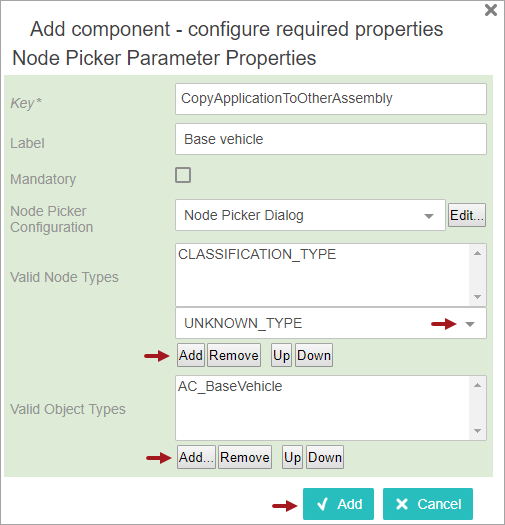 Add component - configure required properties
Node Picker Parameter Properties
Key* CopyApplicationToOtherAssembly
Label Base vehicle
Mandatory
Node Picker Configuration Node Picker Dialog Edit...
Valid Node Types CLASSIFICATION_TYPE
UNKNOWN_TYPE
Add Remove Up Down
Valid Object Types AC_BaseVehicle
Add... Remove Up Down
Add Cancel